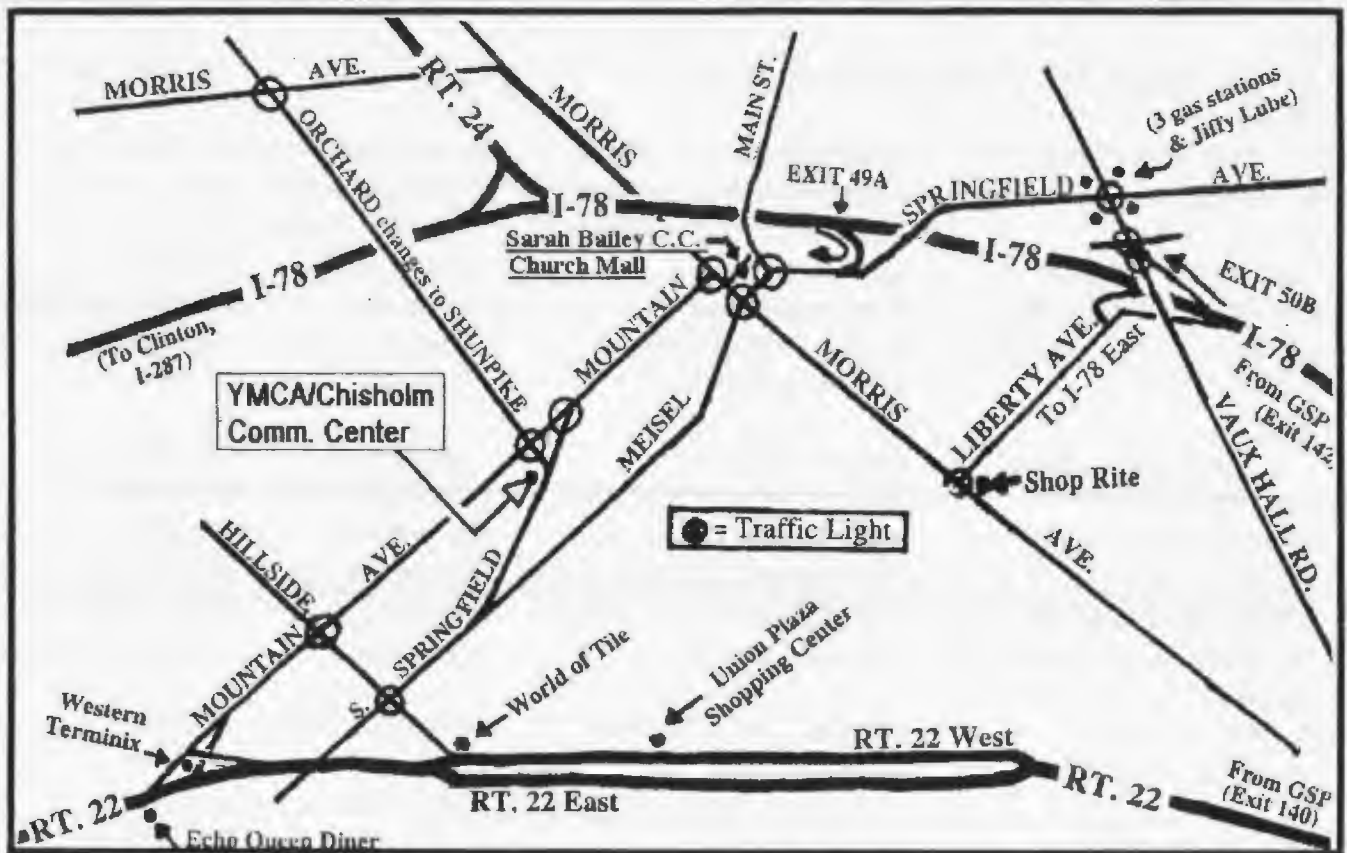 MORRIS AVE.
RT. 24
MORRIS
MAIN ST.
(3 gas stations
& Jiffy Lube)
ORCHARD changes to SHUNPIKE
EXIT 49A
SPRINGFIELD AVE.
I-78
Sarah Bailey C.C.
Church Mall
I-78
I-78
EXIT 50B
(To Clinton,
I-287)
MOUNTAIN
MORRIS
LIBERTY AVE.
To I-78 East
I-78
From GSP
(Exit 142)
YMCA/Chisholm
Comm. Center
MEISEL
VAUX HALL RD.
Shop Rite
= Traffic Light
HILLSIDE
AVE.
AVE.
MOUNTAIN
S. SPRINGFIELD
World of Tile
Union Plaza
Shopping Center
Western
Terminix
RT. 22 West
RT. 22
RT. 22 East
RT. 22
From GSP
(Exit 140)
Echo Queen Diner